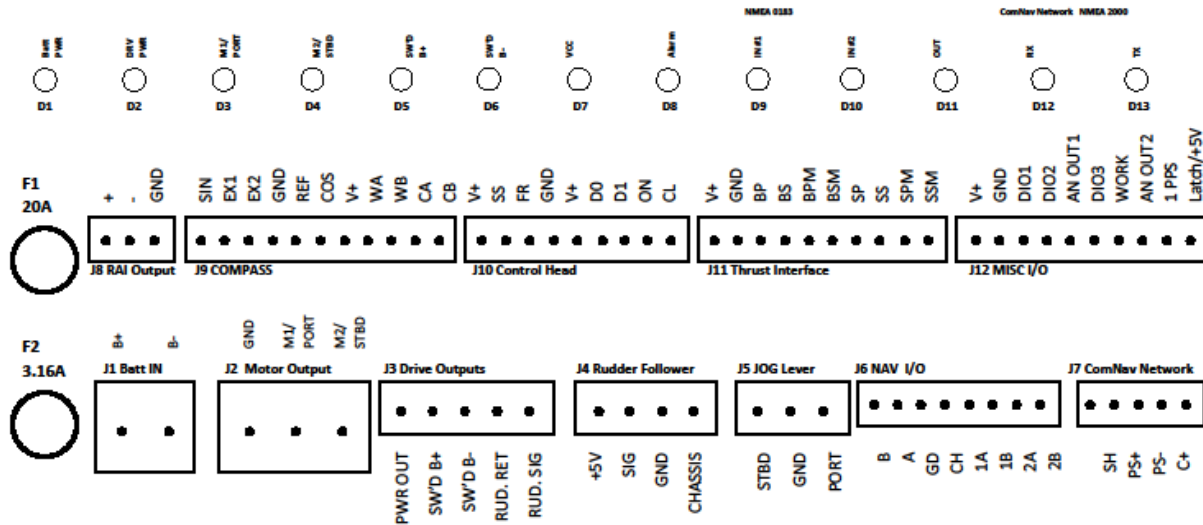 NMEA 0183 ComNav Network NMEA 2000
Batt PWR
DRV PWR
M1/ PORT
M2/ STBD
SW'D B+
SW'D B-
VCC
Alarm
IN #1
IN #2
OUT
RX
TX
D1 D2 D3 D4 D5 D6 D7 D8 D9 D10 D11 D12 D13
F1
20A
+ - GND
J8 RAI Output
SIN EX1 EX2 GND REF COS V+ WA WB CA CB
J9 COMPASS
V+ SS FR GND V+ D0 D1 ON CL
J10 Control Head
V+ GND BP BS BPM BSM SP SS SPM SSM
J11 Thrust Interface
V+ GND DIO1 DIO2 AN OUT1 DIO3 WORK AN OUT2 1 PPS Latch/+5V
J12 MISC I/O
F2
3.16A
B+ B-
J1 Batt IN
GND M1/ PORT M2/ STBD
J2 Motor Output
J3 Drive Outputs
PWR OUT SW'D B+ SW'D B- RUD. RET RUD. SIG
J4 Rudder Follower
+5V SIG GND CHASSIS
J5 JOG Lever
STBD GND PORT
J6 NAV I/O
B A GD CH 1A 1B 2A 2B
J7 ComNav Network
SH PS+ PS- C+